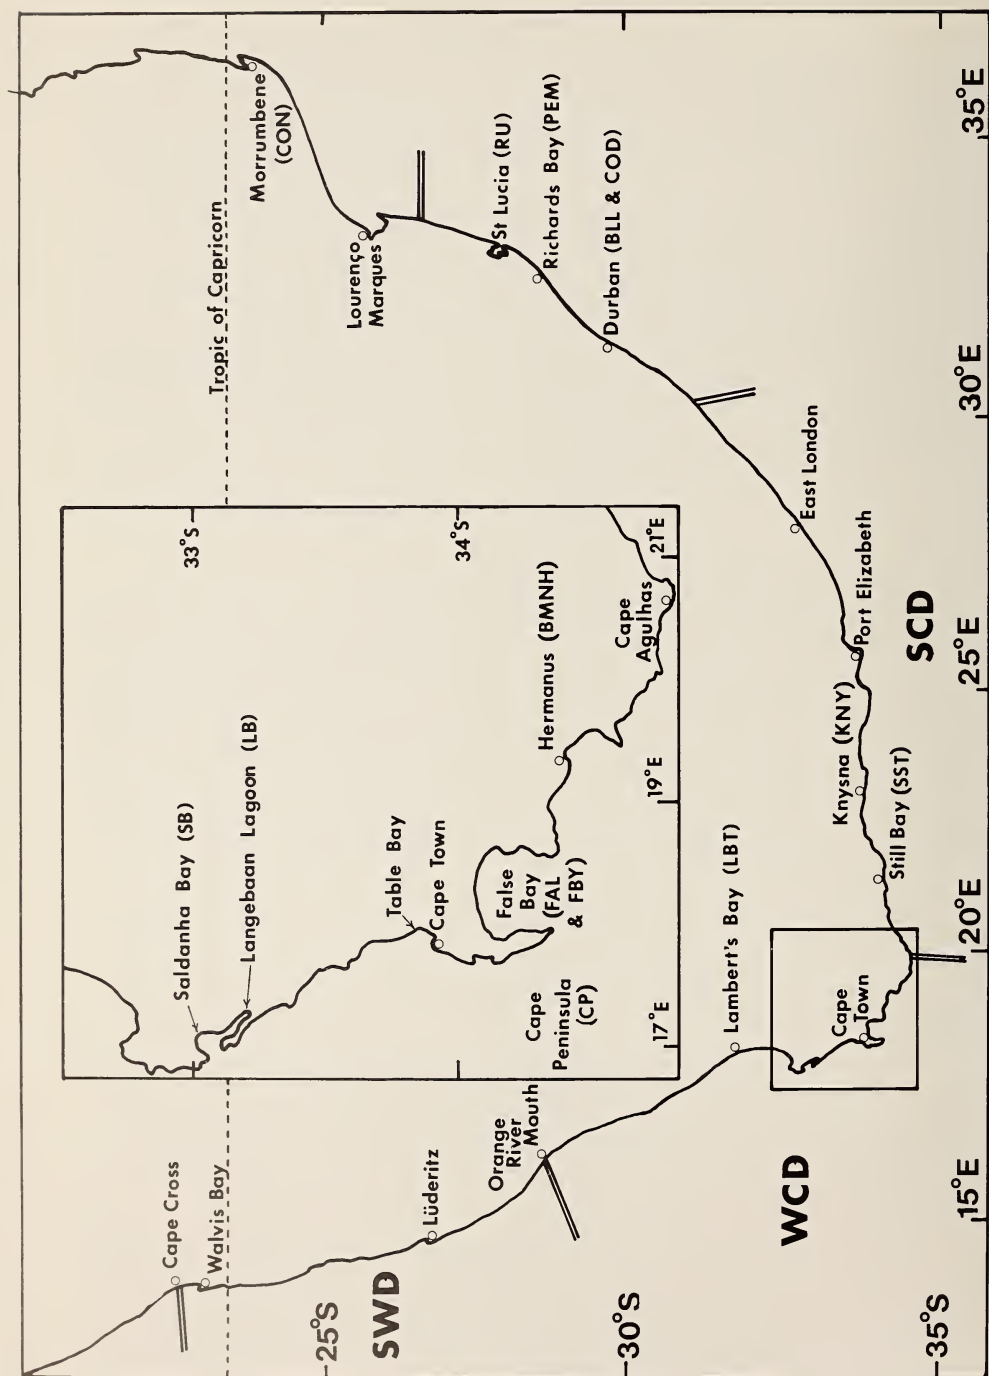 Cape Cross
Walvis Bay
25°S
SWD
Lüderitz
Orange
River
Mouth
30°S
WCD
35°S
15°E
Lambert's Bay (LBT)
Cape
Town
20°E
Still Bay (SST)
Knysna (KNY)
Port Elizabeth
SCD
25°E
East London
30°E
Durban (BLL & COD)
Richards Bay (PEM)
St Lucia (RU)
Lourenço
Marques
Morrumbene
(CON)
Tropic of Capricorn
35°E
Saldanha Bay (SB)
Langebaan Lagoon (LB)
33°S
Table Bay
Cape Town
34°S
False
Bay
(FAL
& FBY)
Cape
Peninsula
(CP)
Hermanus (BMNH)
Cape
Agulhas
17°E
19°E
21°E